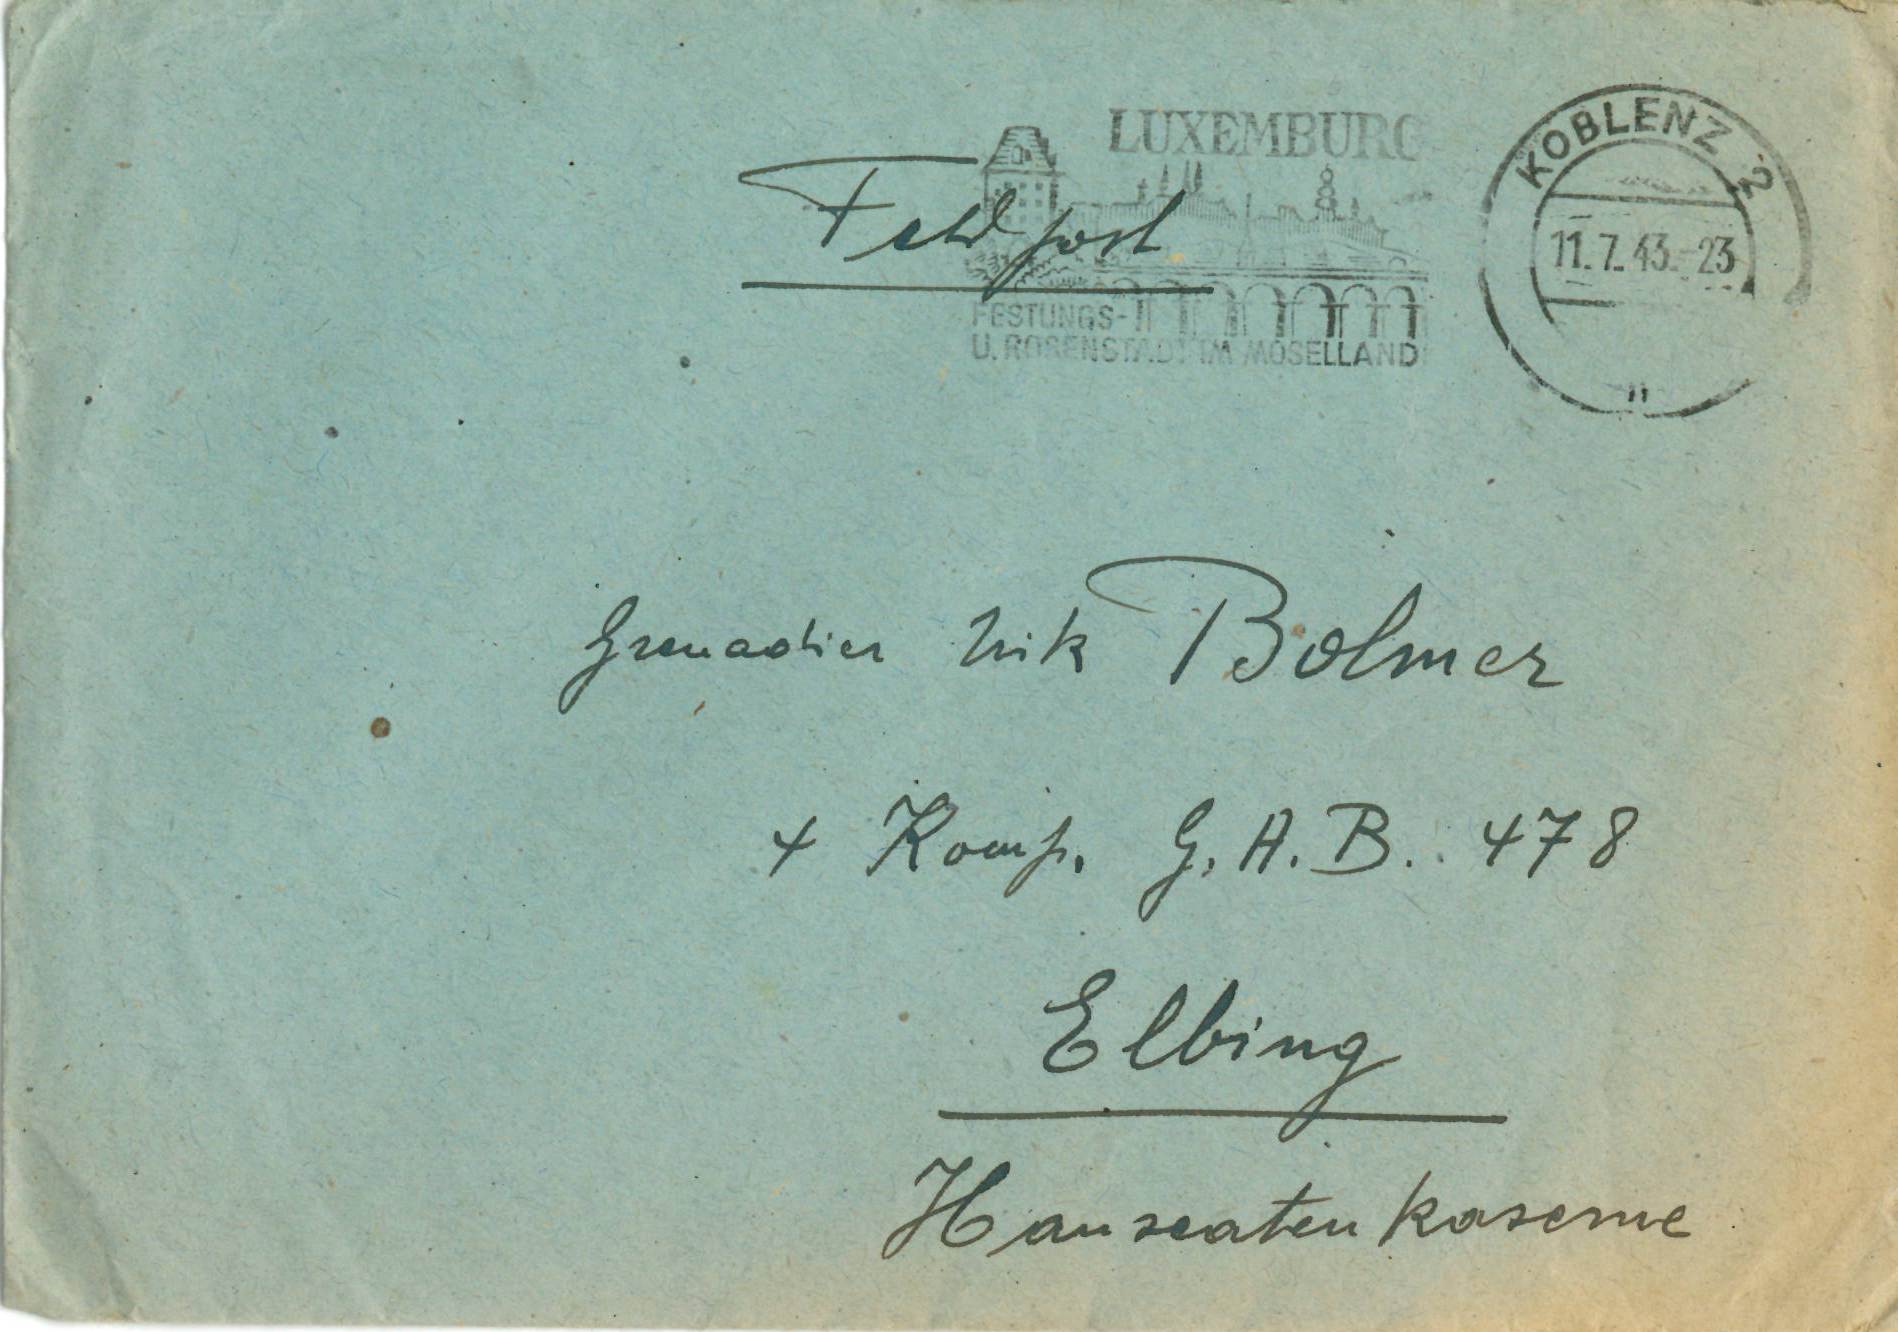 LUXEMBURG
FESTUNGS-
U. ROSENSTADT IM MOSELLAND
KOBLENZ 2
11.7.43.-23
n
Feldpost
Grenadier Nik Bolmer
4 Komp. G. A. B. 478
Elbing
Hanseatenkaserne